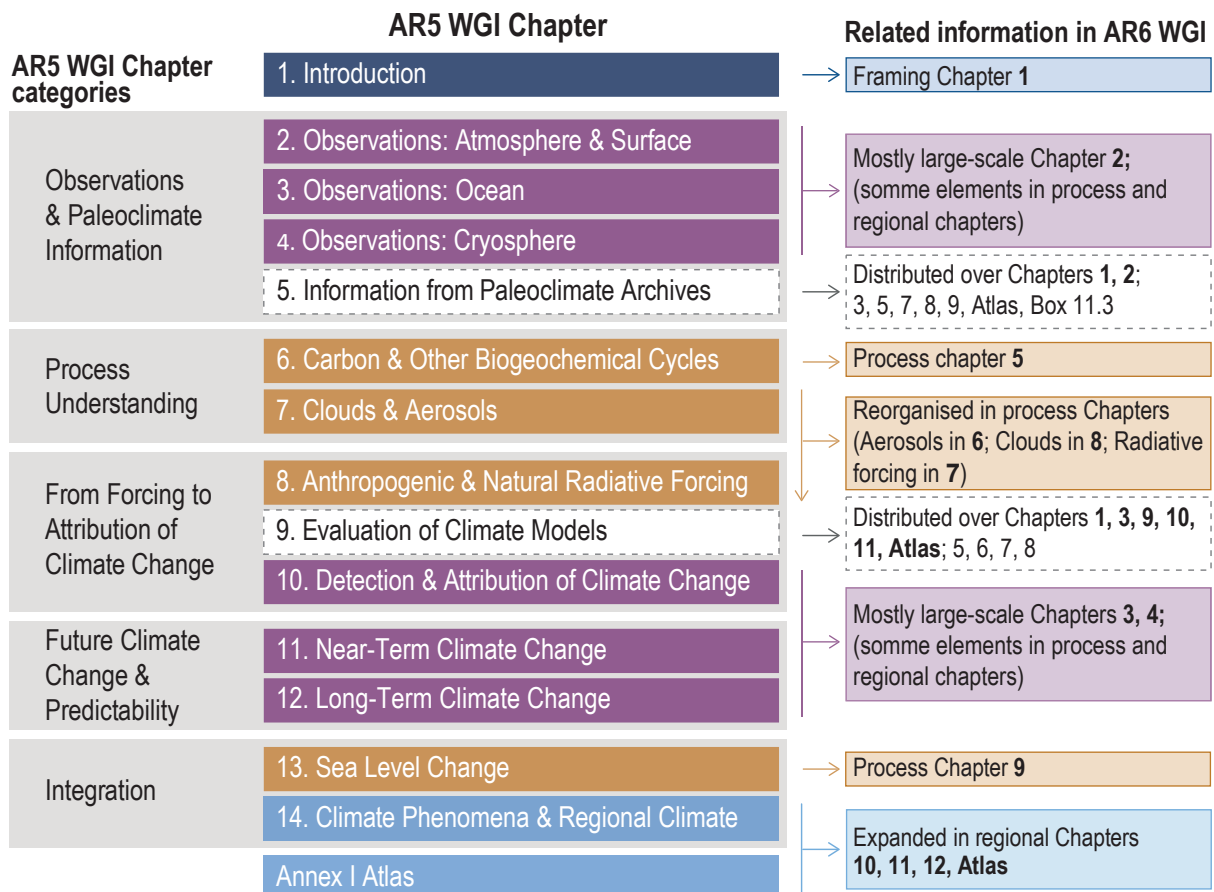 AR5 WGI Chapter
categories
AR5 WGI Chapter
Related information in AR6 WGI
1. Introduction
Framing Chapter 1
Observations
& Paleoclimate
Information
2. Observations: Atmosphere & Surface
3. Observations: Ocean
4. Observations: Cryosphere
5. Information from Paleoclimate Archives
Mostly large-scale Chapter 2;
(somme elements in process and
regional chapters)
Distributed over Chapters 1, 2;
3, 5, 7, 8, 9, Atlas, Box 11.3
Process
Understanding
6. Carbon & Other Biogeochemical Cycles
7. Clouds & Aerosols
Process chapter 5
Reorganised in process Chapters
(Aerosols in 6; Clouds in 8; Radiative
forcing in 7)
From Forcing to
Attribution of
Climate Change
8. Anthropogenic & Natural Radiative Forcing
9. Evaluation of Climate Models
10. Detection & Attribution of Climate Change
Distributed over Chapters 1, 3, 9, 10,
11, Atlas; 5, 6, 7, 8
Mostly large-scale Chapters 3, 4;
(somme elements in process and
regional chapters)
Future Climate
Change &
Predictability
11. Near-Term Climate Change
12. Long-Term Climate Change
Integration
13. Sea Level Change
14. Climate Phenomena & Regional Climate
Annex I Atlas
Process Chapter 9
Expanded in regional Chapters
10, 11, 12, Atlas